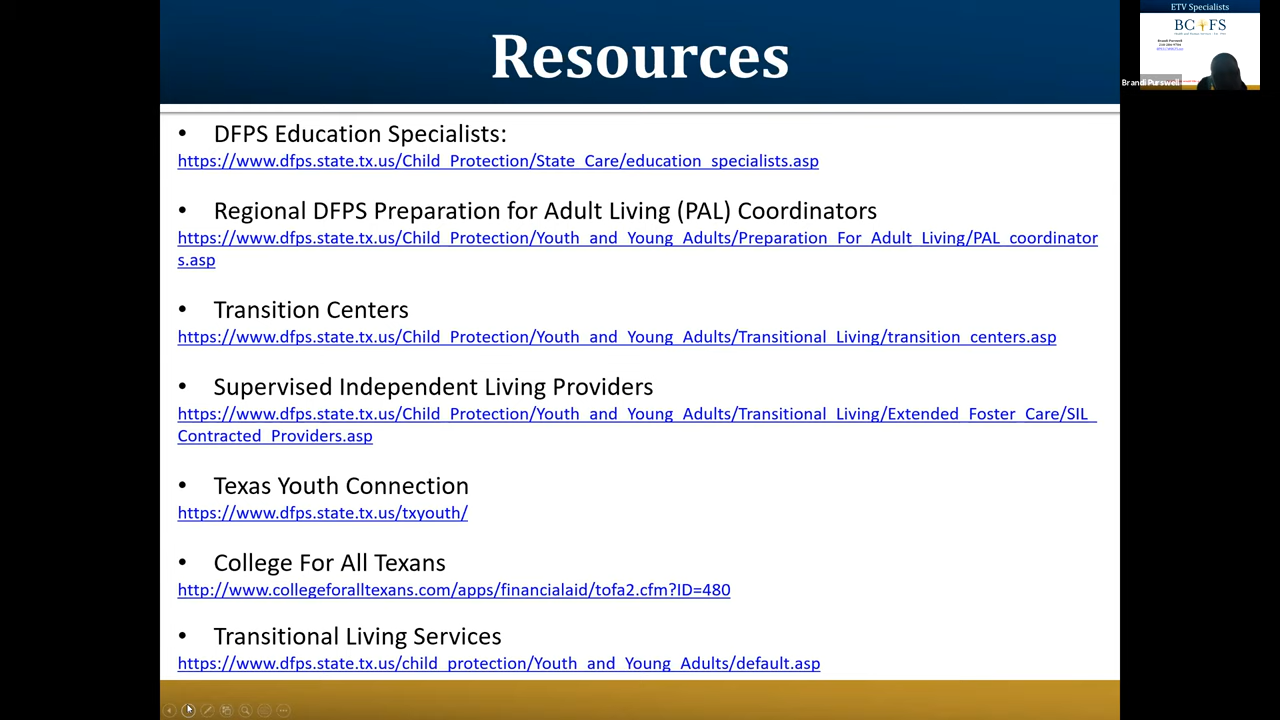 Resources
• DFPS Education Specialists:
https://www.dfps.state.tx.us/Child_Protection/State_Care/education_specialists.asp
• Regional DFPS Preparation for Adult Living (PAL) Coordinators
https://www.dfps.state.tx.us/Child_Protection/Youth_and_Young_Adults/Preparation_For_Adult_Living/PAL_coordinator
s.asp
• Transition Centers
https://www.dfps.state.tx.us/Child_Protection/Youth_and_Young_Adults/Transitional_Living/transition_centers.asp
• Supervised Independent Living Providers
https://www.dfps.state.tx.us/Child_Protection/Youth_and_Young_Adults/Transitional_Living/Extended_Foster_Care/SIL_
Contracted_Providers.asp
• Texas Youth Connection
https://www.dfps.state.tx.us/txyouth/
• College For All Texans
http://www.collegeforalltexans.com/apps/financialaid/tofa2.cfm?ID=480
• Transitional Living Services
https://www.dfps.state.tx.us/child_protection/Youth_and_Young_Adults/default.asp
ETV Specialists
BCFS
Brandi Purswell
Brandi Purswell